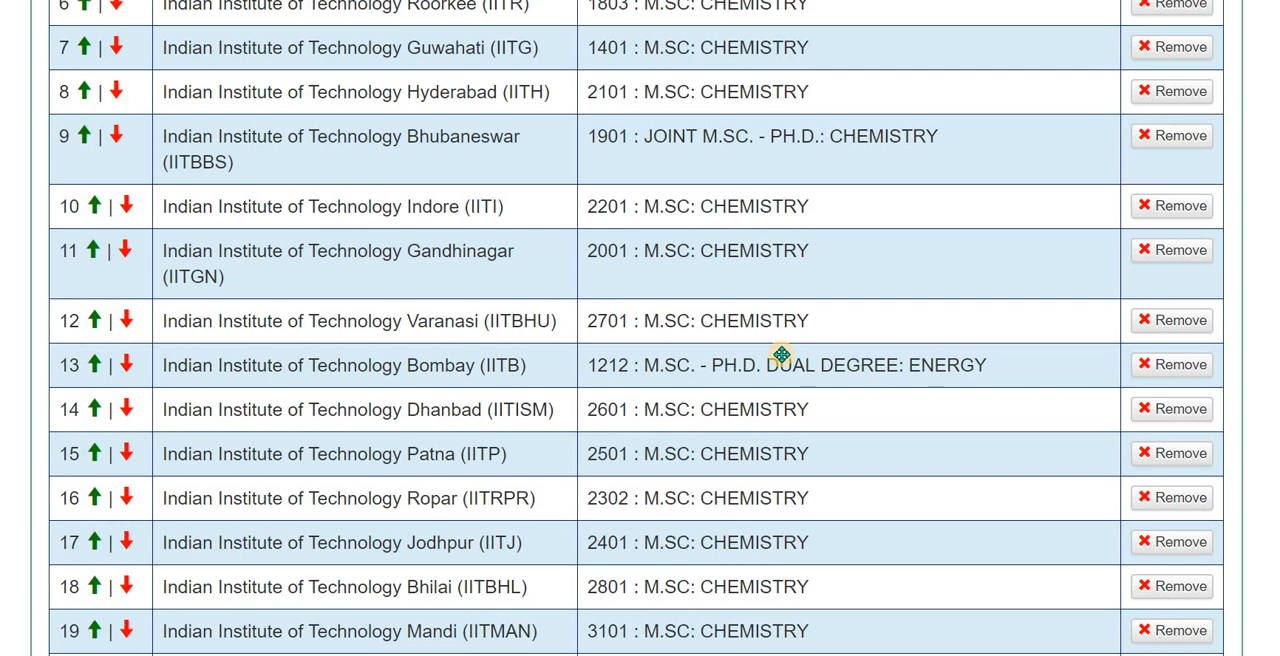 6 | Indian Institute of Technology Roorkee (IITR) 1803 : M.SC: CHEMISTRY Remove
7 | Indian Institute of Technology Guwahati (IITG) 1401 : M.SC: CHEMISTRY Remove
8 | Indian Institute of Technology Hyderabad (IITH) 2101 : M.SC: CHEMISTRY Remove
9 | Indian Institute of Technology Bhubaneswar 1901 : JOINT M.SC. - PH.D.: CHEMISTRY Remove
(IITBBS)
10 | Indian Institute of Technology Indore (IITI) 2201 : M.SC: CHEMISTRY Remove
11 | Indian Institute of Technology Gandhinagar 2001 : M.SC: CHEMISTRY Remove
(IITGN)
12 | Indian Institute of Technology Varanasi (IITBHU) 2701 : M.SC: CHEMISTRY Remove
13 | Indian Institute of Technology Bombay (IITB) 1212 : M.SC. - PH.D. DUAL DEGREE: ENERGY Remove
14 | Indian Institute of Technology Dhanbad (IITISM) 2601 : M.SC: CHEMISTRY Remove
15 | Indian Institute of Technology Patna (IITP) 2501 : M.SC: CHEMISTRY Remove
16 | Indian Institute of Technology Ropar (IITRPR) 2302 : M.SC: CHEMISTRY Remove
17 | Indian Institute of Technology Jodhpur (IITJ) 2401 : M.SC: CHEMISTRY Remove
18 | Indian Institute of Technology Bhilai (IITBHL) 2801 : M.SC: CHEMISTRY Remove
19 | Indian Institute of Technology Mandi (IITMAN) 3101 : M.SC: CHEMISTRY Remove